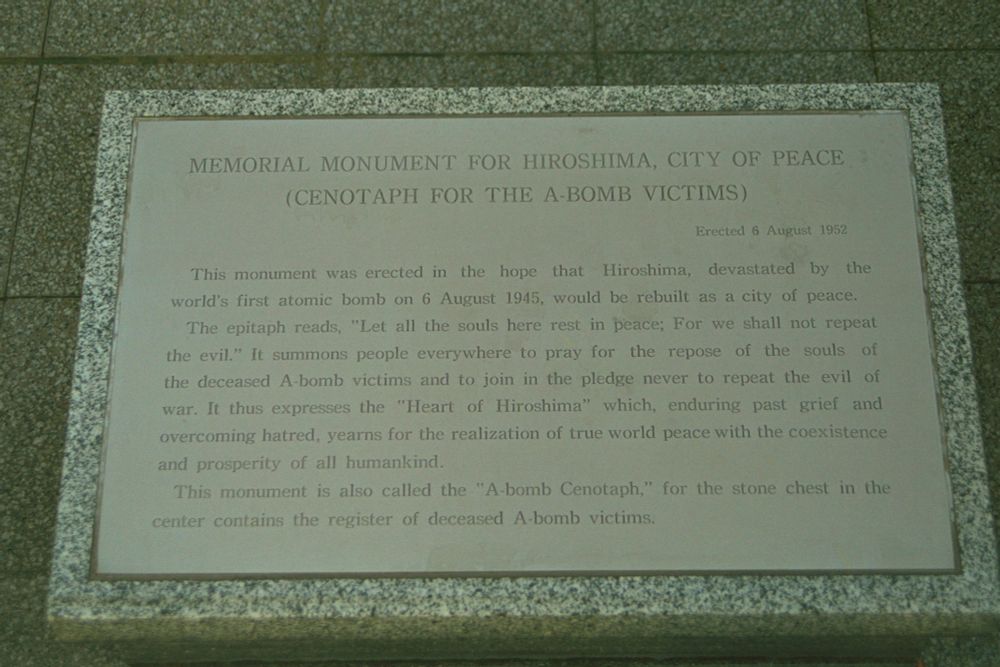 MEMORIAL MONUMENT FOR HIROSHIMA, CITY OF PEACE
(CENOTAPH FOR THE A-BOMB VICTIMS)
Erected 6 August 1952
This monument was erected in the hope that Hiroshima, devastated by the
world's first atomic bomb on 6 August 1945, would be rebuilt as a city of peace.
The epitaph reads, "Let all the souls here rest in peace; For we shall not repeat
the evil." It summons people everywhere to pray for the repose of the souls of
the deceased A-bomb victims and to join in the pledge never to repeat the evil of
war. It thus expresses the "Heart of Hiroshima" which, enduring past grief and
overcoming hatred, yearns for the realization of true world peace with the coexistence
and prosperity of all humankind.
This monument is also called the "A-bomb Cenotaph," for the stone chest in the
center contains the register of deceased A-bomb victims.